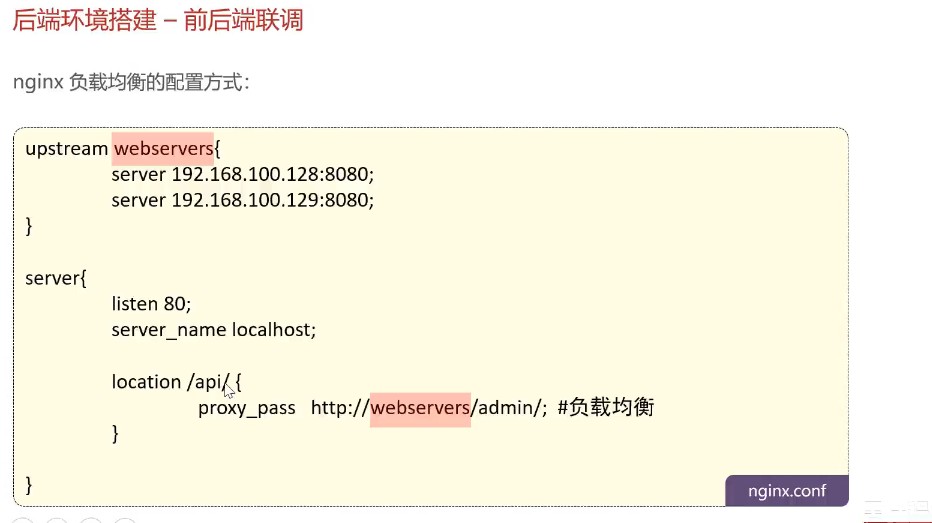 后端环境搭建 – 前后端联调
nginx 负载均衡的配置方式：
upstream webservers{
server 192.168.100.128:8080;
server 192.168.100.129:8080;
}
server{
listen 80;
server_name localhost;
location /api/ {
proxy_pass http://webservers/admin/; #负载均衡
}
}
nginx.conf